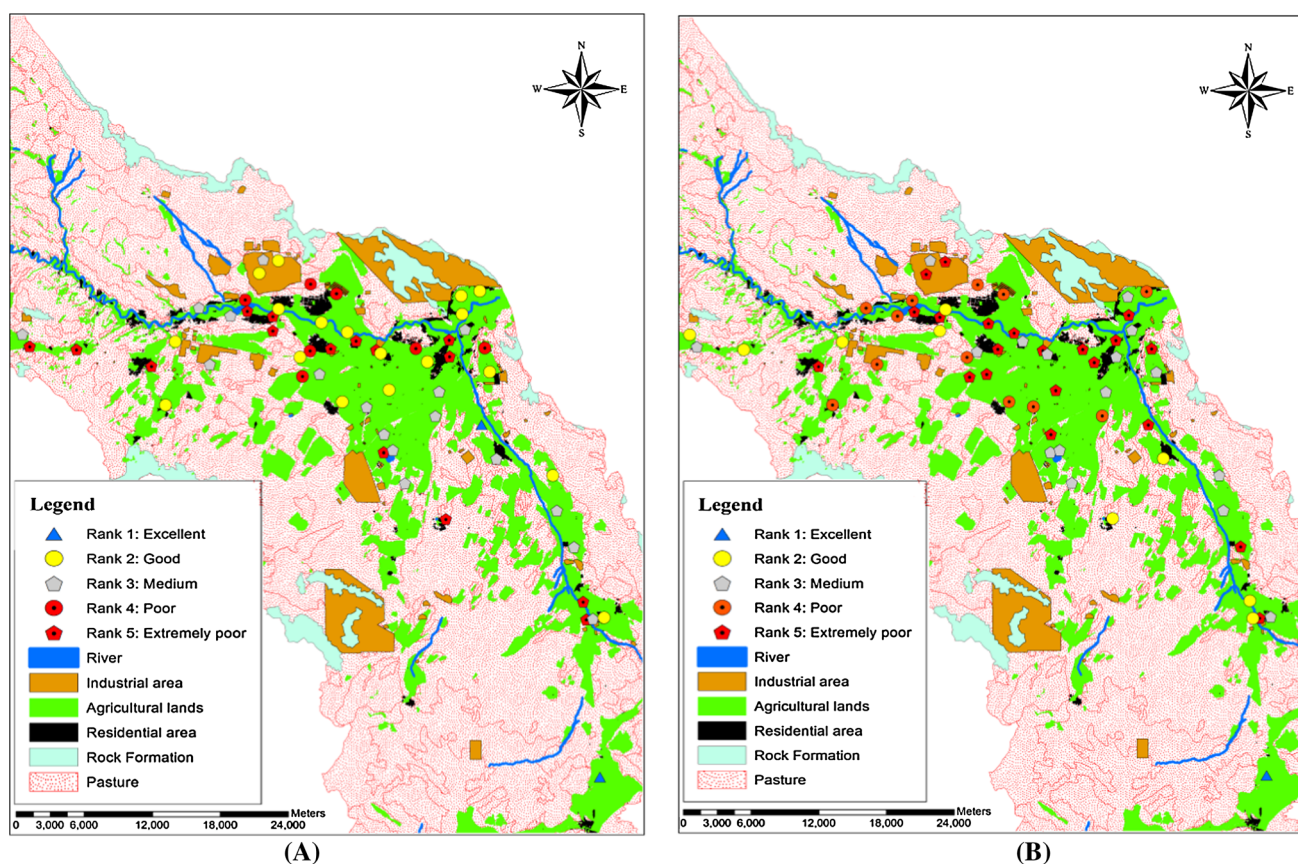 N
W E
S
Legend
Rank 1: Excellent
Rank 2: Good
Rank 3: Medium
Rank 4: Poor
Rank 5: Extremely poor
River
Industrial area
Agricultural lands
Residential area
Rock Formation
Pasture
Meters
0 3,000 6,000 12,000 18,000 24,000
(A)
N
W E
S
Legend
Rank 1: Excellent
Rank 2: Good
Rank 3: Medium
Rank 4: Poor
Rank 5: Extremely poor
River
Industrial area
Agricultural lands
Residential area
Rock Formation
Pasture
Meters
0 3,000 6,000 12,000 18,000 24,000
(B)